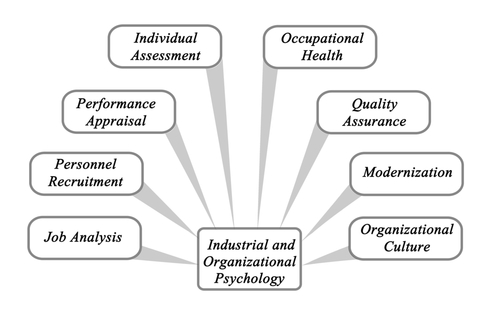 Individual
Assessment
Occupational
Health
Performance
Appraisal
Quality
Assurance
Personnel
Recruitment
Modernization
Job Analysis
Organizational
Culture
Industrial and
Organizational
Psychology